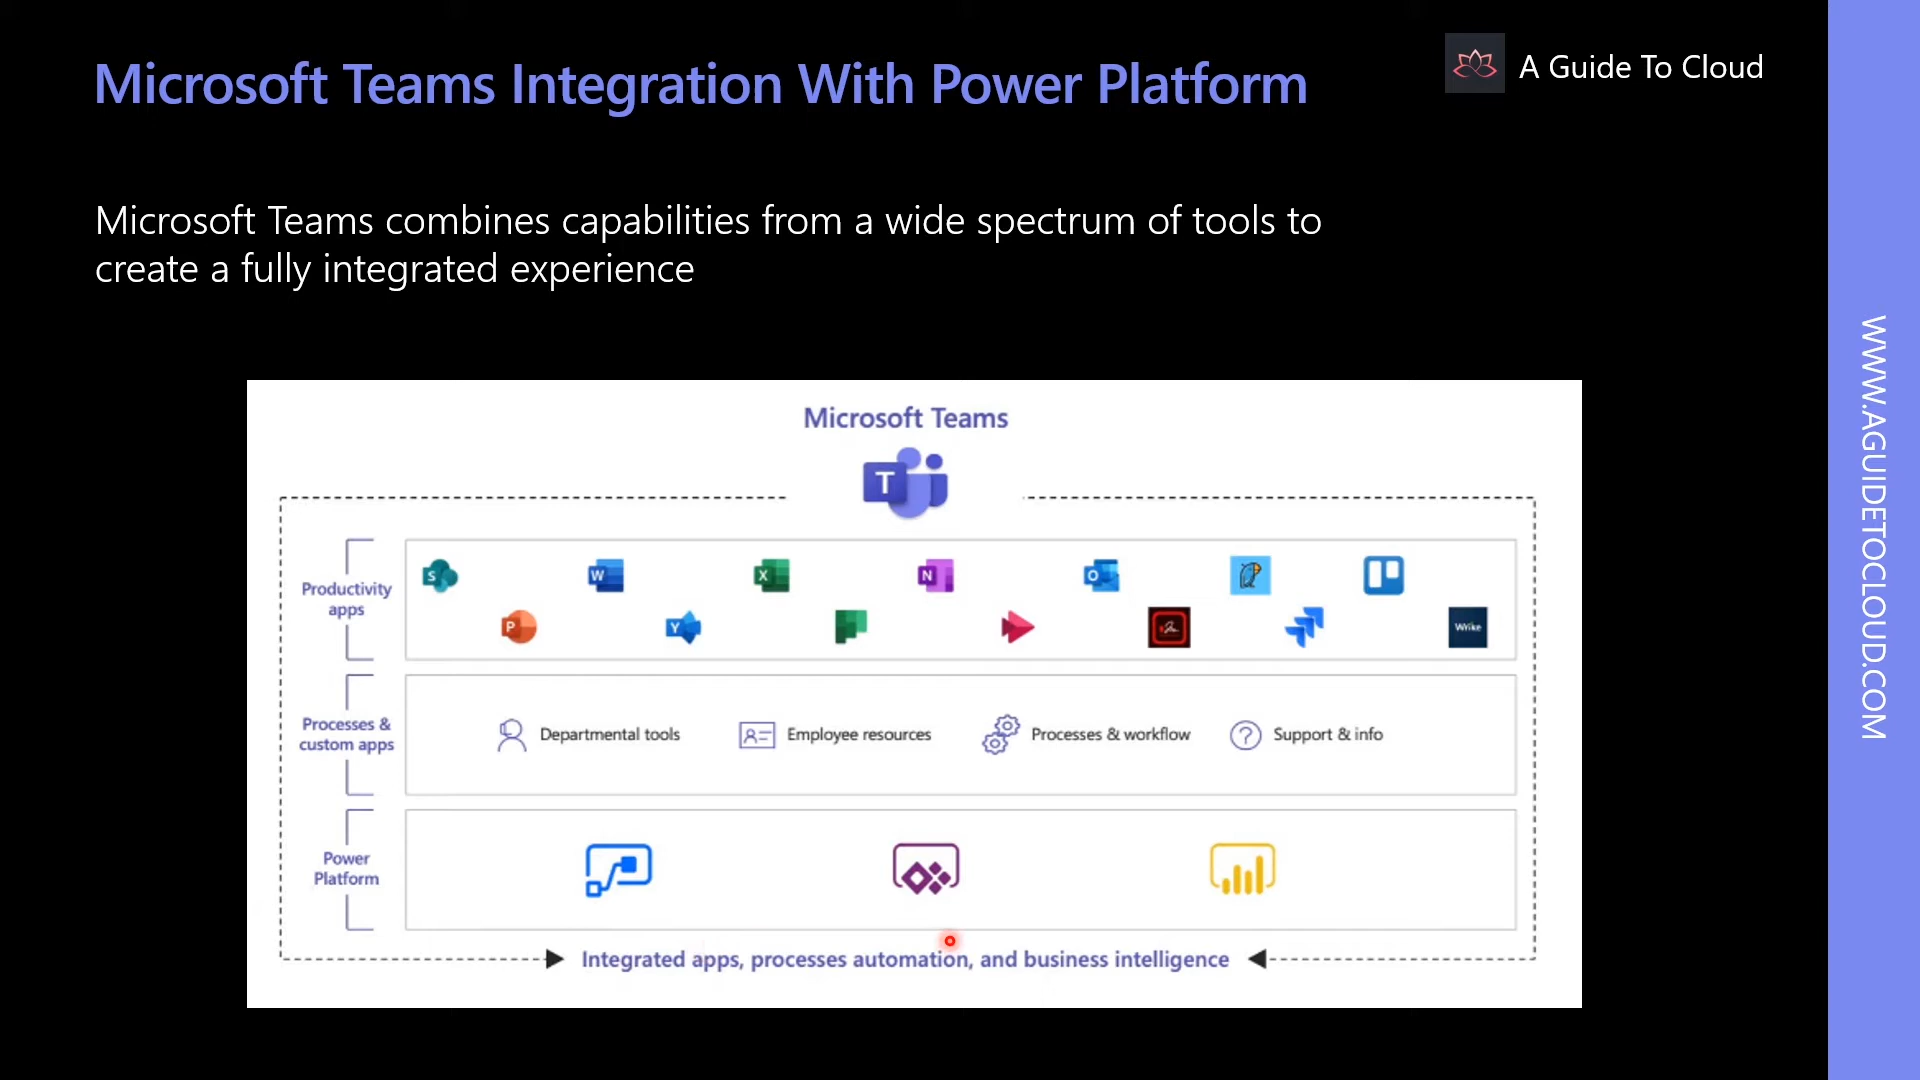 Microsoft Teams Integration With Power Platform
A Guide To Cloud
Microsoft Teams combines capabilities from a wide spectrum of tools to
create a fully integrated experience
WWW.AGUIDETOCLOUD.COM
Microsoft Teams
T
Productivity
apps
S
W
X
N
O
P
Y
Wrike
Processes &
custom apps
Departmental tools
Employee resources
Processes & workflow
Support & info
?
Power
Platform
Integrated apps, processes automation, and business intelligence